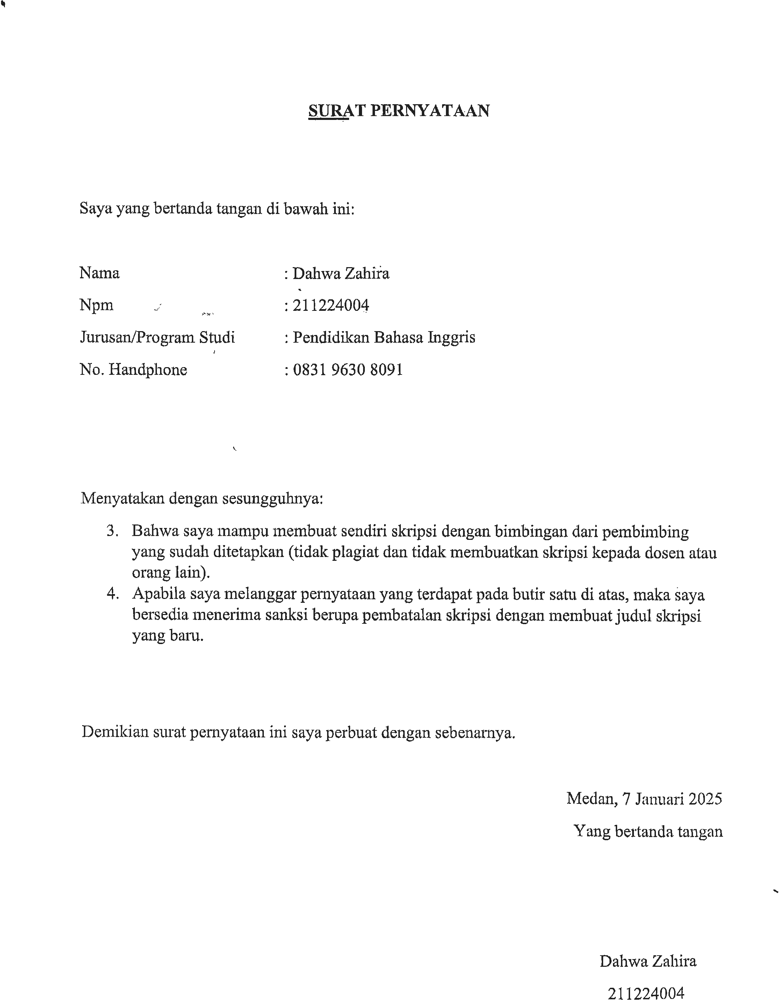 SURAT PERNYATAAN
Saya yang bertanda tangan di bawah ini:
Nama : Dahwa Zahira
Npm : 211224004
Jurusan/Program Studi : Pendidikan Bahasa Inggris
No. Handphone : 0831 9630 8091
Menyatakan dengan sesungguhnya:
3. Bahwa saya mampu membuat sendiri skripsi dengan bimbingan dari pembimbing
yang sudah ditetapkan (tidak plagiat dan tidak membuatkan skripsi kepada dosen atau
orang lain).
4. Apabila saya melanggar pernyataan yang terdapat pada butir satu di atas, maka saya
bersedia menerima sanksi berupa pembatalan skripsi dengan membuat judul skripsi
yang baru.
Demikian surat pernyataan ini saya perbuat dengan sebenarnya.
Medan, 7 Januari 2025
Yang bertanda tangan
Dahwa Zahira
211224004